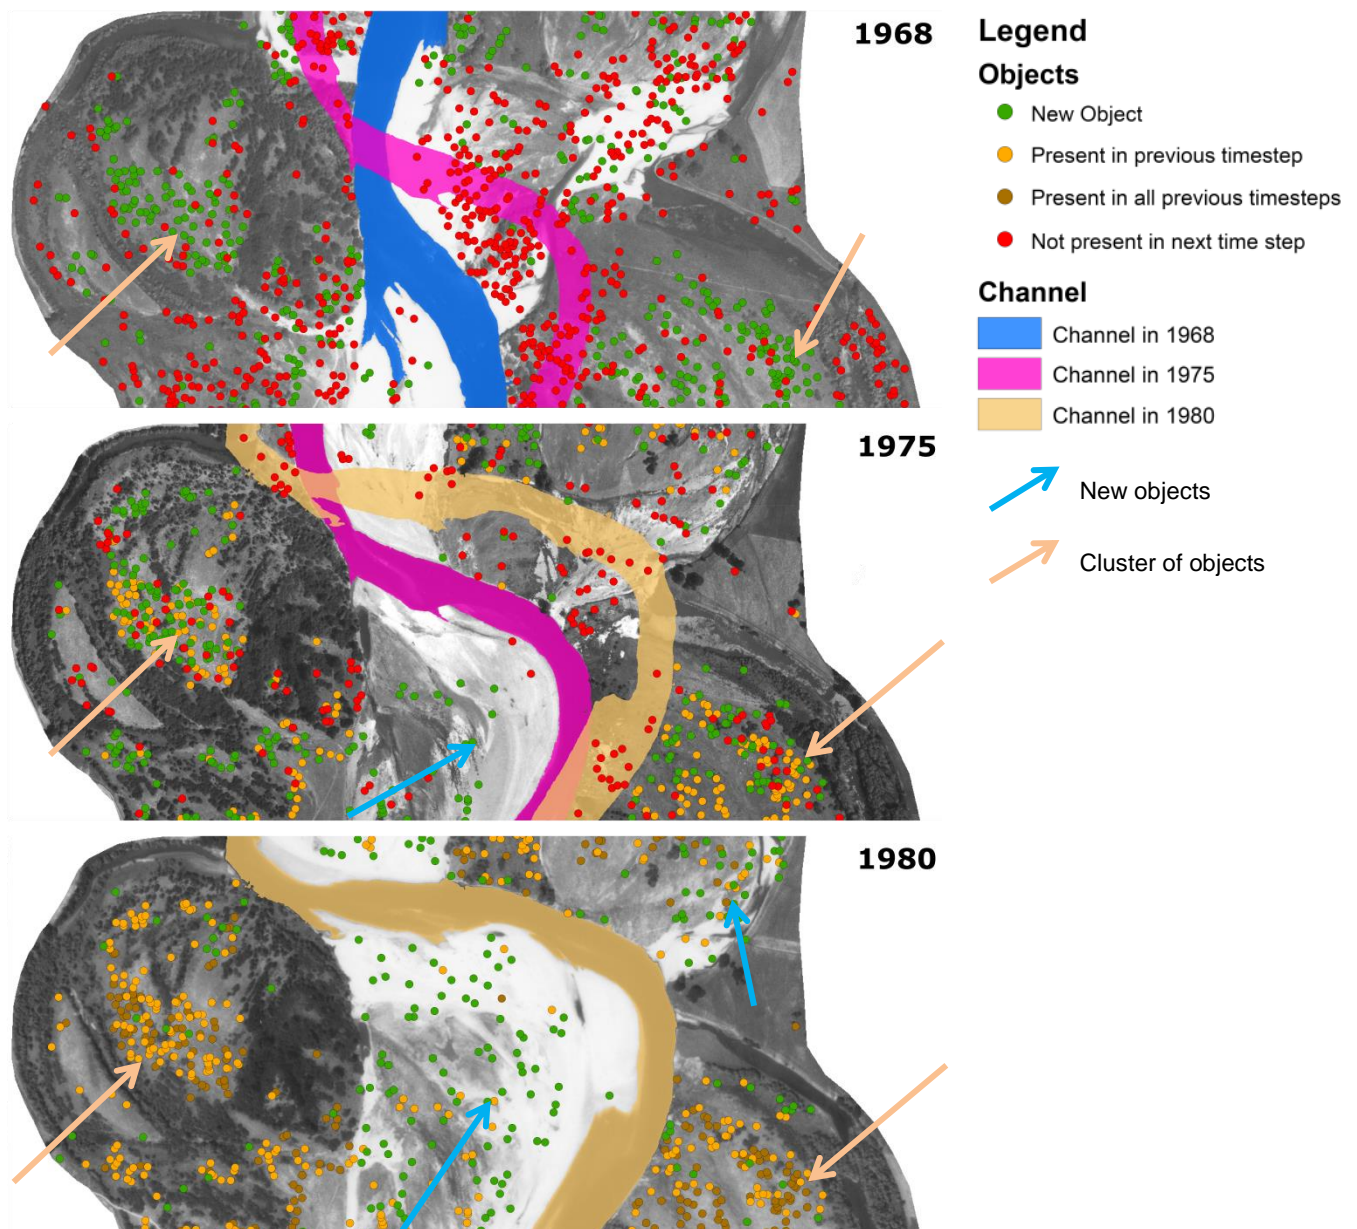 1968
Legend
Objects
New Object
Present in previous timestep
Present in all previous timesteps
Not present in next time step
Channel
Channel in 1968
Channel in 1975
Channel in 1980
New objects
Cluster of objects
1975
1980